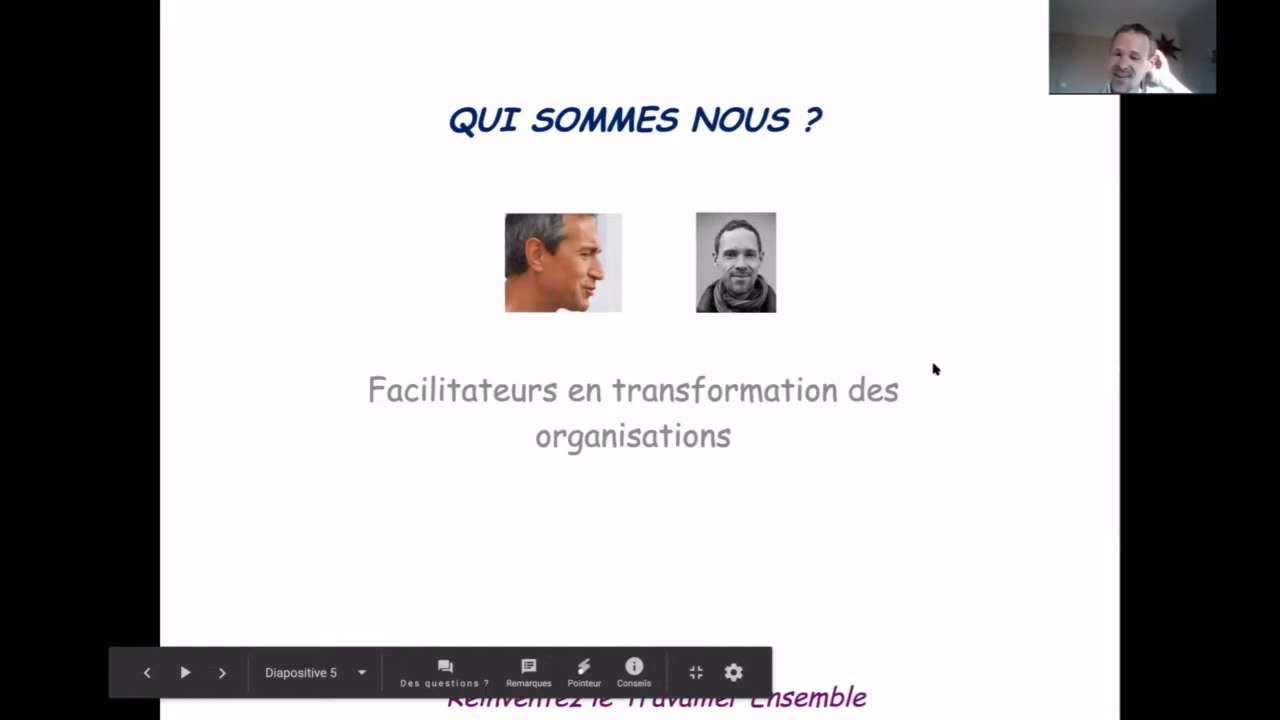 QUI SOMMES NOUS ?
Facilitateurs en transformation des
organisations
Diapositive 5
Des questions ?
Remarques
Pointeur
Conseils
Réinventez le Travailler Ensemble